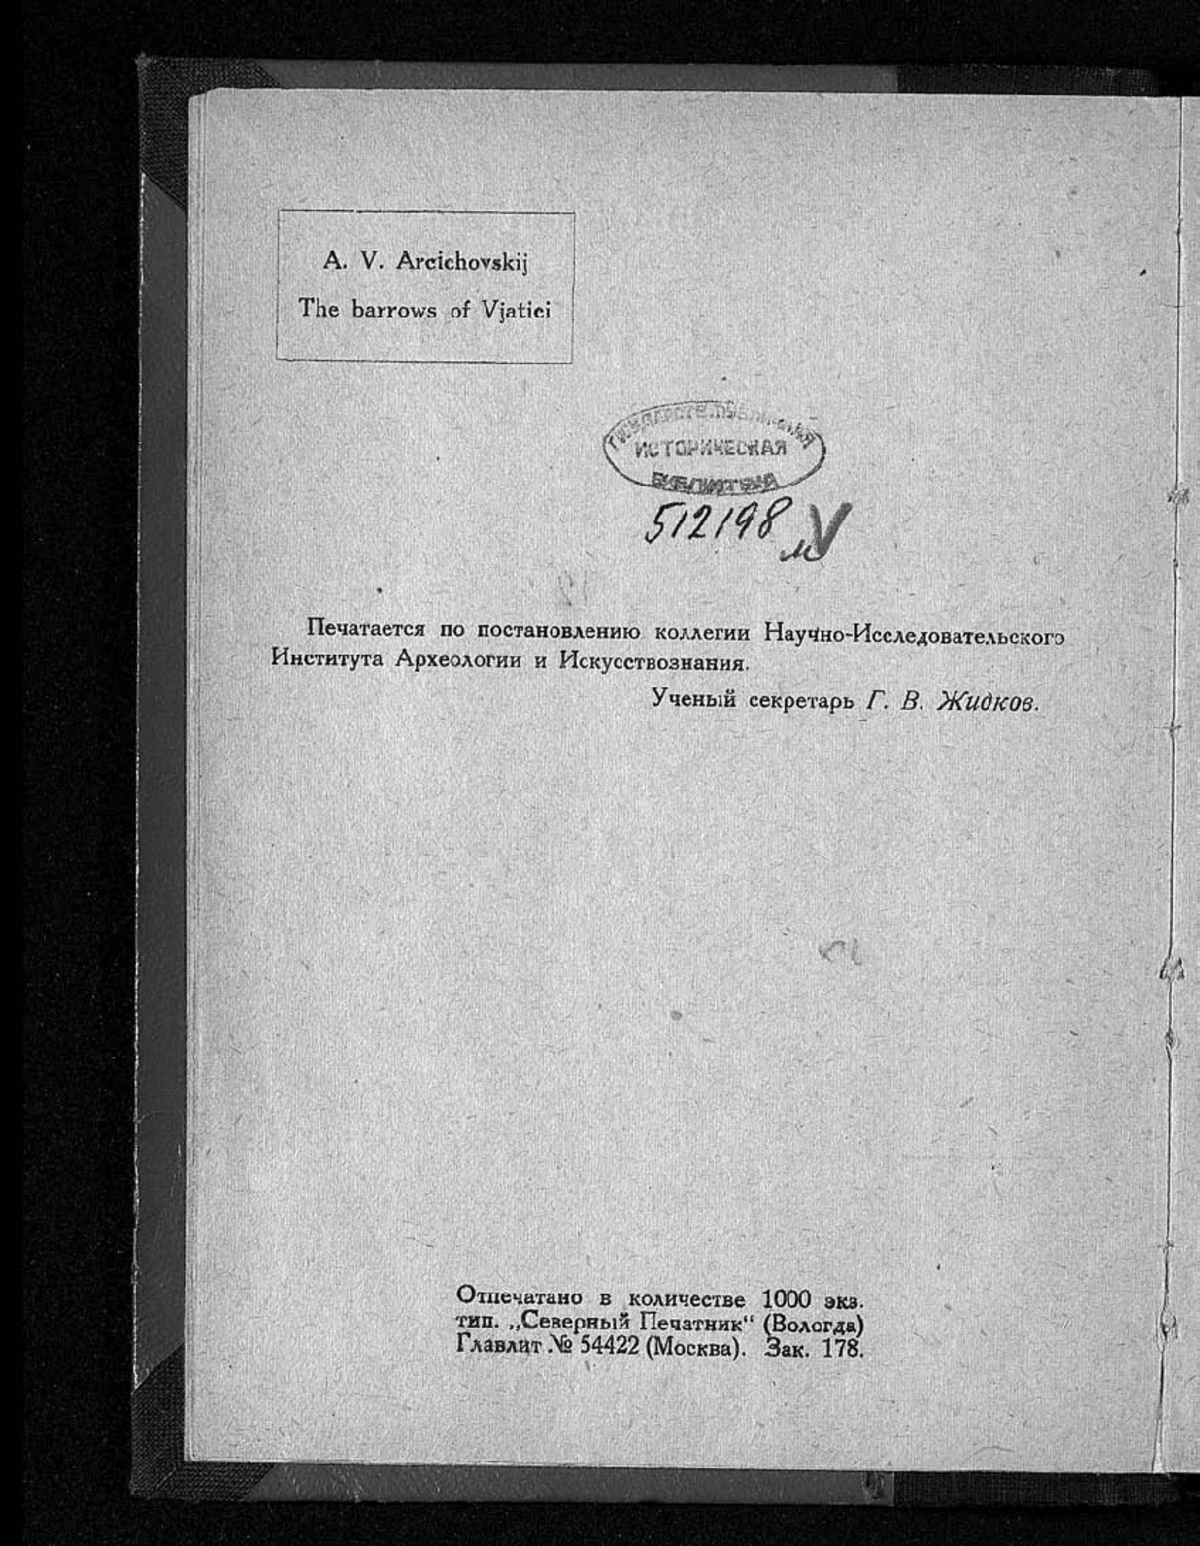 A. V. Arcichovskij
The barrows of Vjatici
ИСТОРИЧЕСКАЯ
БИБЛИОТЕКА
512198
Печатается по постановлению коллегии Научно-Исследовательского
Института Археологии и Искусствознания.
Ученый секретарь Г. В. Жидков.
Отпечатано в количестве 1000 экз.
тип. „Северный Печатник“ (Вологда)
Главлит № 54422 (Москва). Зак. 178.